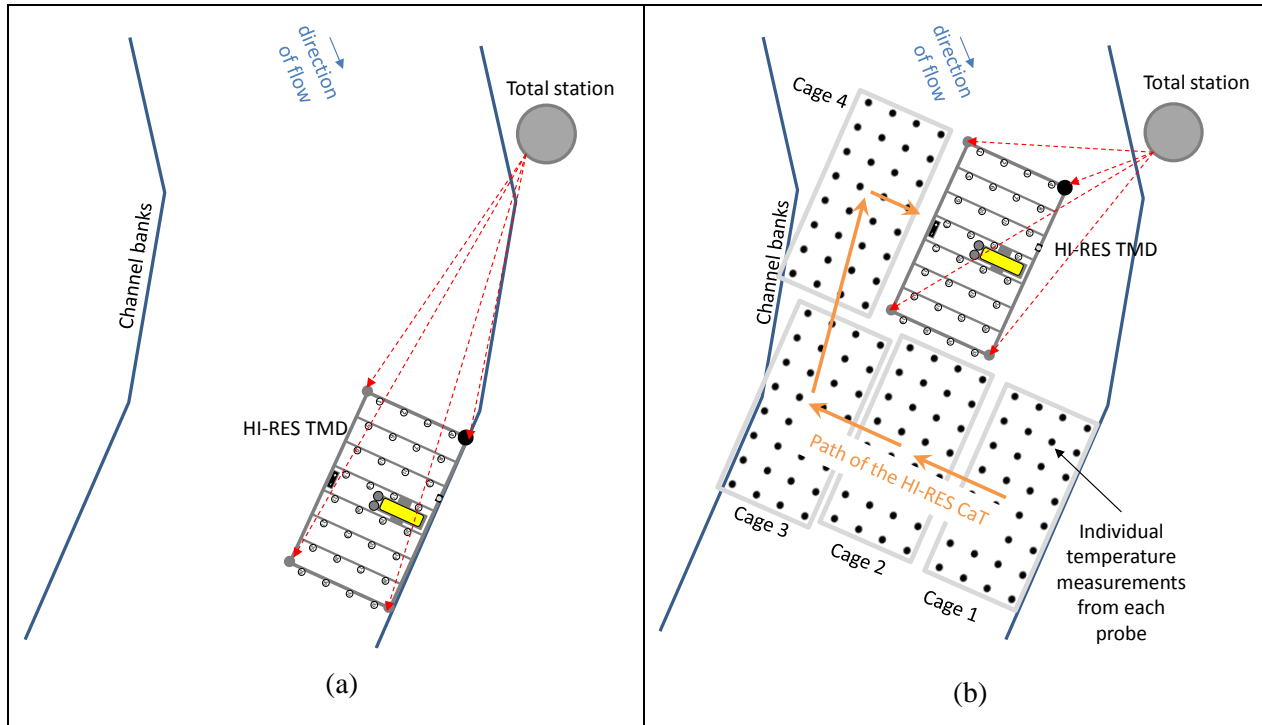 direction
of flow
Total station
Channel banks
HI-RES TMD
(a)
direction
of flow
Cage 4
Total station
Channel banks
HI-RES TMD
Path of the HI-RES CaT
Cage 3
Cage 2
Cage 1
Individual
temperature
measurements
from each
probe
(b)